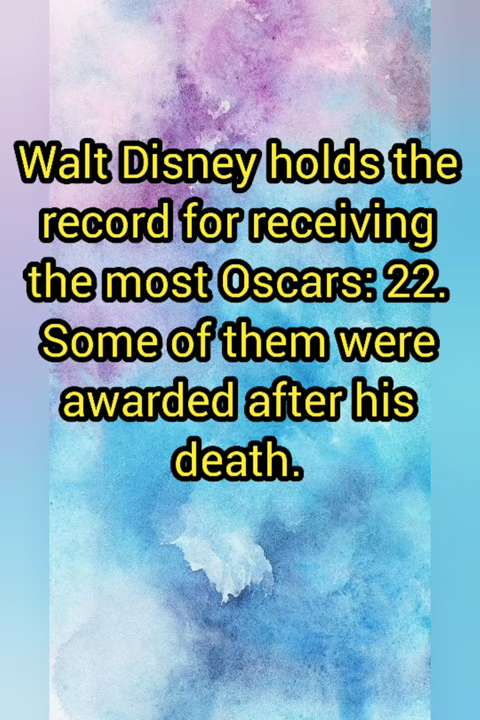 Walt Disney holds the
record for receiving
the most Oscars: 22.
Some of them were
awarded after his
death.